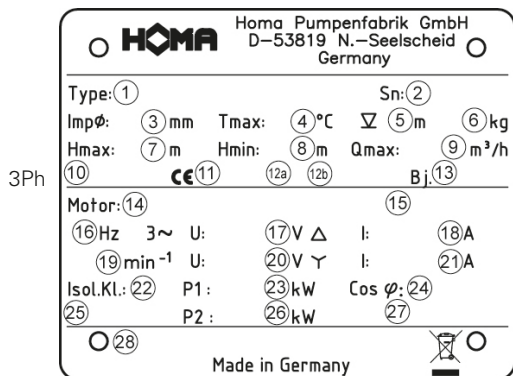 HOMA Homa Pumpenfabrik GmbH
D-53819 N.-Seelscheid
Germany
Type: 1 Sn: 2
ImpØ: 3 mm Tmax: 4 °C 5 m 6 kg
Hmax: 7 m Hmin: 8 m Qmax: 9 m³/h
3Ph
10 CE 11 12a 12b Bj. 13
Motor: 14 15
16 Hz 3~ U: 17 V △ I: 18 A
19 min⁻¹ U: 20 V Y I: 21 A
Isol.Kl.: 22 P1: 23 kW Cos φ: 24
25 P2: 26 kW 27
28
Made in Germany